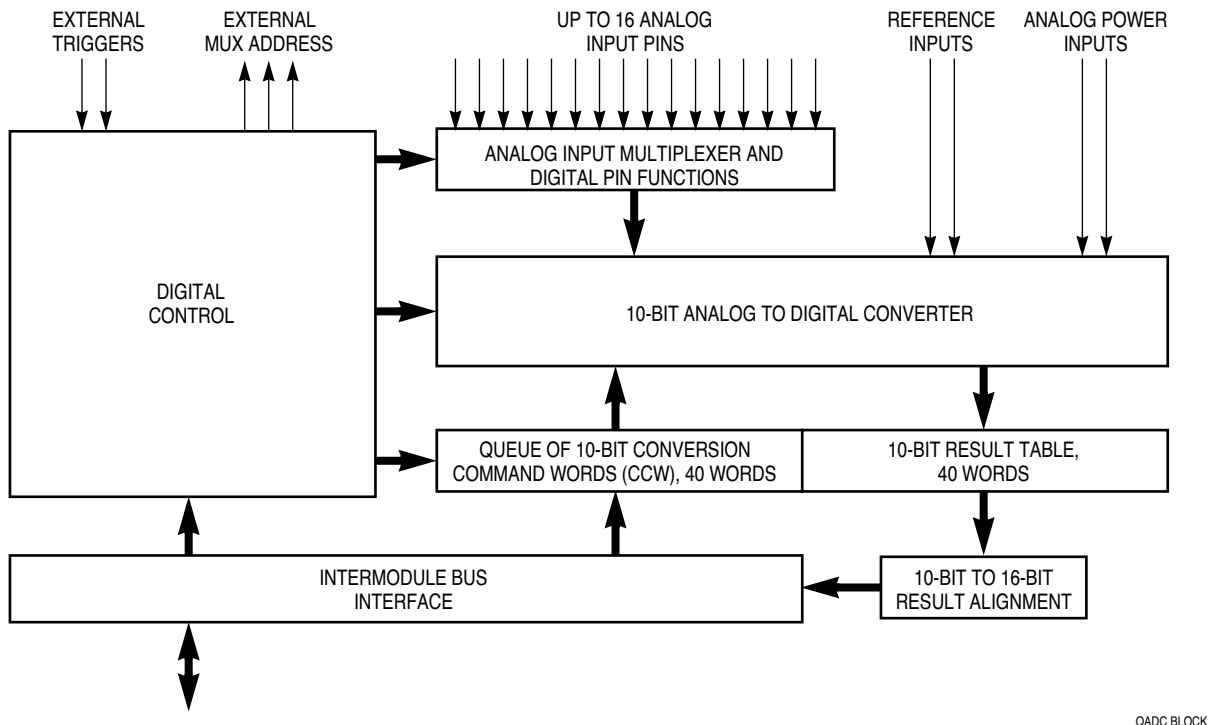 EXTERNAL
TRIGGERS
EXTERNAL
MUX ADDRESS
UP TO 16 ANALOG
INPUT PINS
REFERENCE
INPUTS
ANALOG POWER
INPUTS
ANALOG INPUT MULTIPLEXER AND
DIGITAL PIN FUNCTIONS
DIGITAL
CONTROL
10-BIT ANALOG TO DIGITAL CONVERTER
QUEUE OF 10-BIT CONVERSION
COMMAND WORDS (CCW), 40 WORDS
10-BIT RESULT TABLE,
40 WORDS
INTERMODULE BUS
INTERFACE
10-BIT TO 16-BIT
RESULT ALIGNMENT
QADC BLOCK